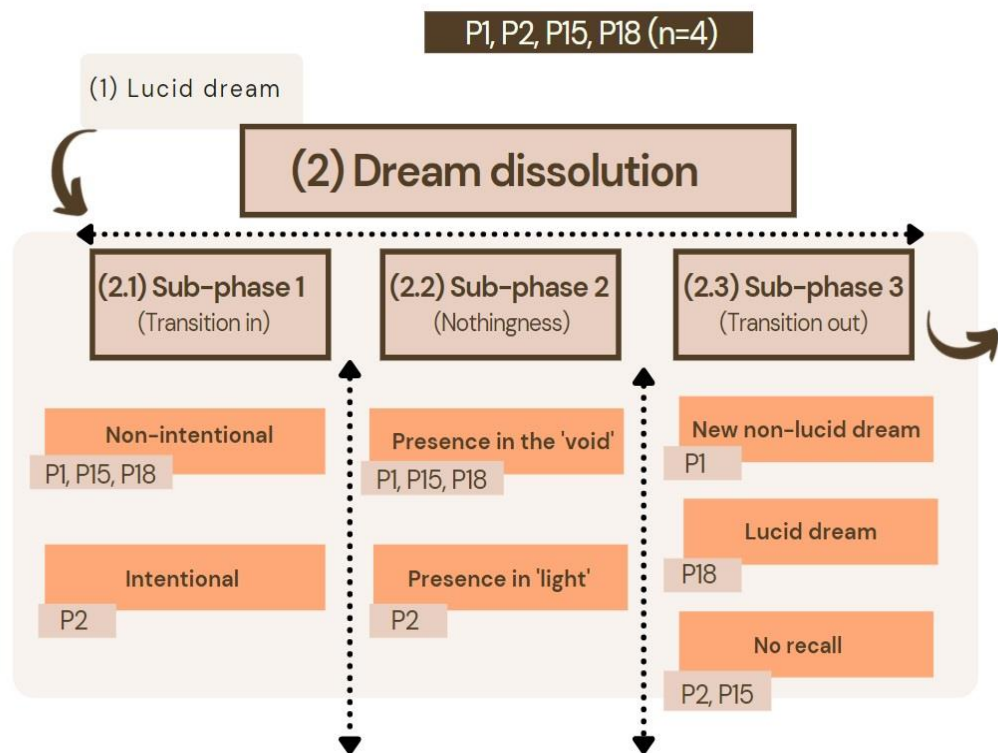 P1, P2, P15, P18 (n=4)
(1) Lucid dream
(2) Dream dissolution
(2.1) Sub-phase 1
(Transition in)
(2.2) Sub-phase 2
(Nothingness)
(2.3) Sub-phase 3
(Transition out)
Non-intentional
P1, P15, P18
Intentional
P2
Presence in the 'void'
P1, P15, P18
Presence in 'light'
P2
New non-lucid dream
P1
Lucid dream
P18
No recall
P2, P15